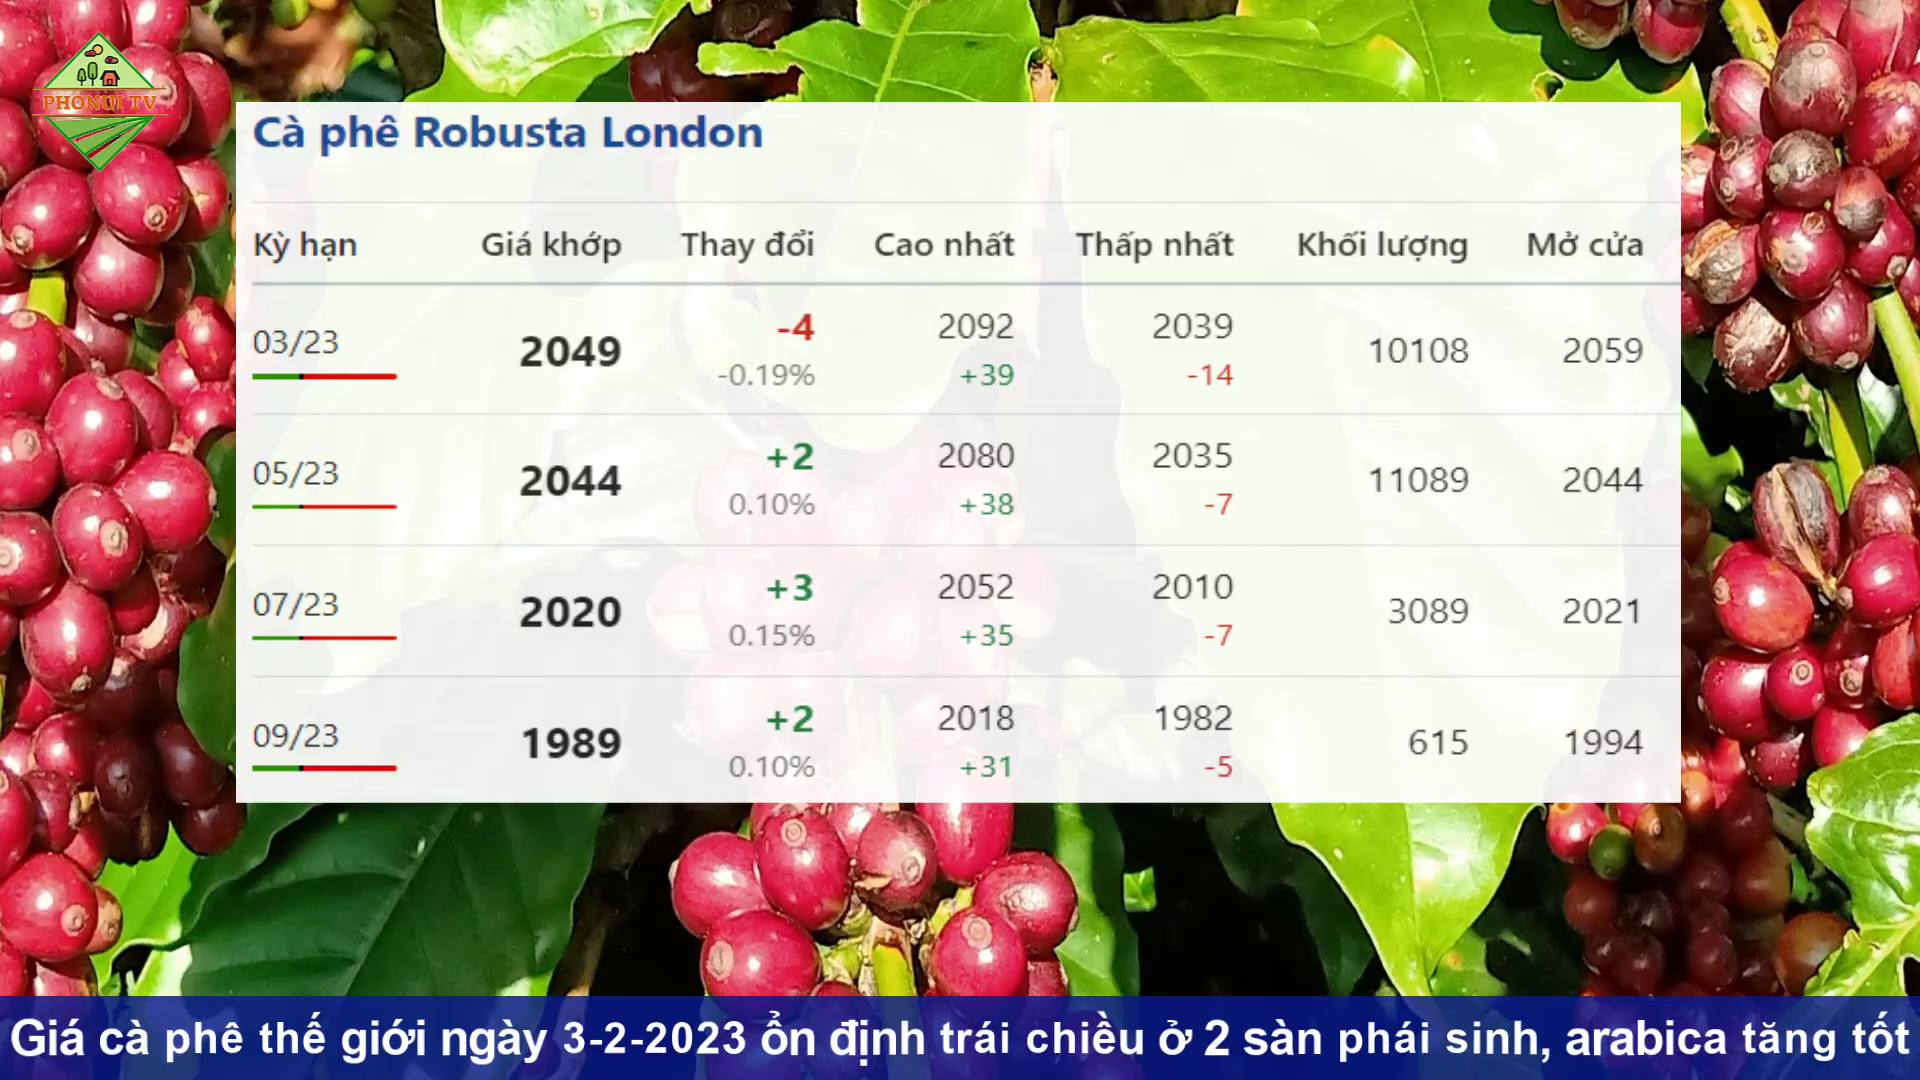 PHONUI TV
Cà phê Robusta London
Kỳ hạn Giá khớp Thay đổi Cao nhất Thấp nhất Khối lượng Mở cửa
03/23 2049 -4 2092 2039 10108 2059
-0.19% +39 -14
05/23 2044 +2 2080 2035 11089 2044
0.10% +38 -7
07/23 2020 +3 2052 2010 3089 2021
0.15% +35 -7
09/23 1989 +2 2018 1982 615 1994
0.10% +31 -5
Giá cà phê thế giới ngày 3-2-2023 ổn định trái chiều ở 2 sàn phái sinh, arabica tăng tốt